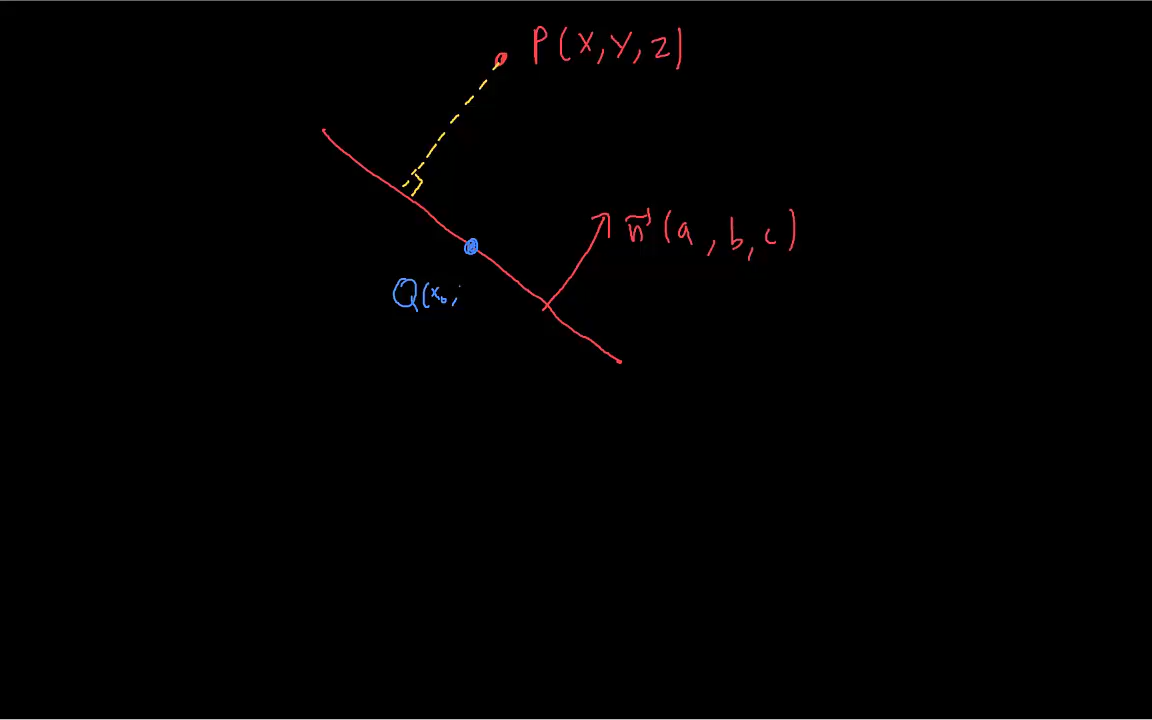 P(x, y, z)
n⃗ (a, b, c)
Q(x₀,